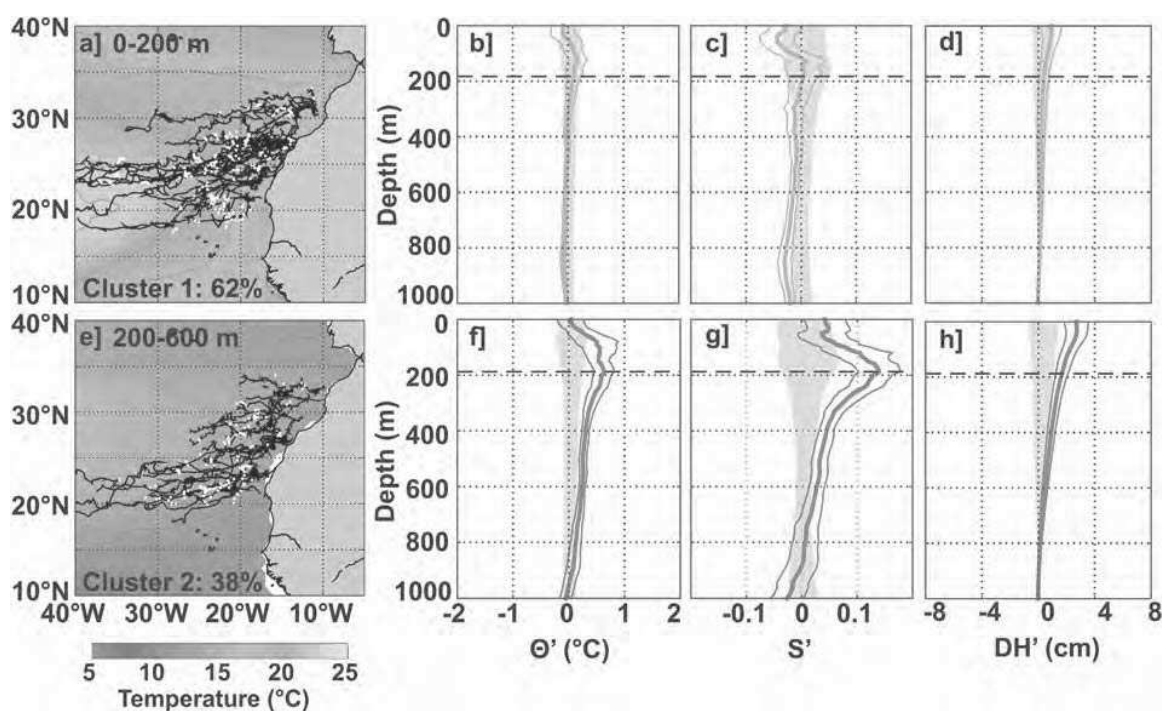 a] 0-200 m
40°N
30°N
20°N
10°N
Cluster 1: 62%
b]
c]
d]
Depth (m)
0
200
400
600
800
1000
e] 200-600 m
40°N
30°N
20°N
10°N
Cluster 2: 38%
40°W 30°W 20°W 10°W
f]
g]
h]
Depth (m)
0
200
400
600
800
1000
-2 -1 0 1 2
-0.1 0 0.1
-8 -4 0 4 8
Θ’ (°C)
S’
DH’ (cm)
5 10 15 20 25
Temperature (°C)